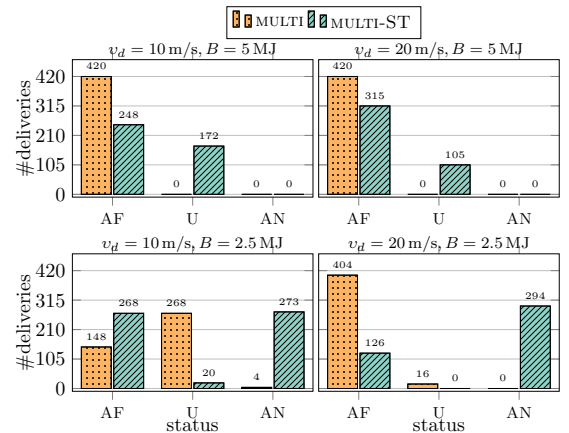 MULTI MULTI-ST
v_d = 10 m/s, B = 5 MJ
v_d = 20 m/s, B = 5 MJ
#deliveries
420
315
210
105
0
420 248 0 172 0 0
AF U AN
420 315 0 105 0 0
AF U AN
v_d = 10 m/s, B = 2.5 MJ
v_d = 20 m/s, B = 2.5 MJ
#deliveries
420
315
210
105
0
148 268 268 20 4 273
AF U AN
status
404 126 16 0 0 294
AF U AN
status